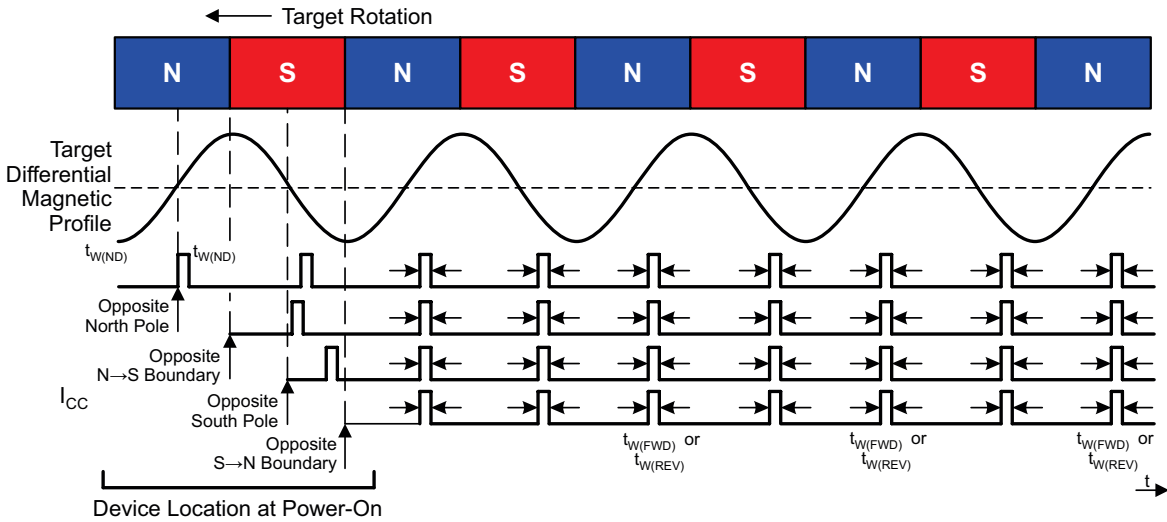 Target Rotation
N S N S N S N S N
Target
Differential
Magnetic
Profile
tW(ND) tW(ND)
Opposite
North Pole
Opposite
N→S Boundary
ICC
Opposite
South Pole
Opposite
S→N Boundary
tW(FWD) or
tW(REV)
tW(FWD) or
tW(REV)
tW(FWD) or
tW(REV)
t
Device Location at Power-On